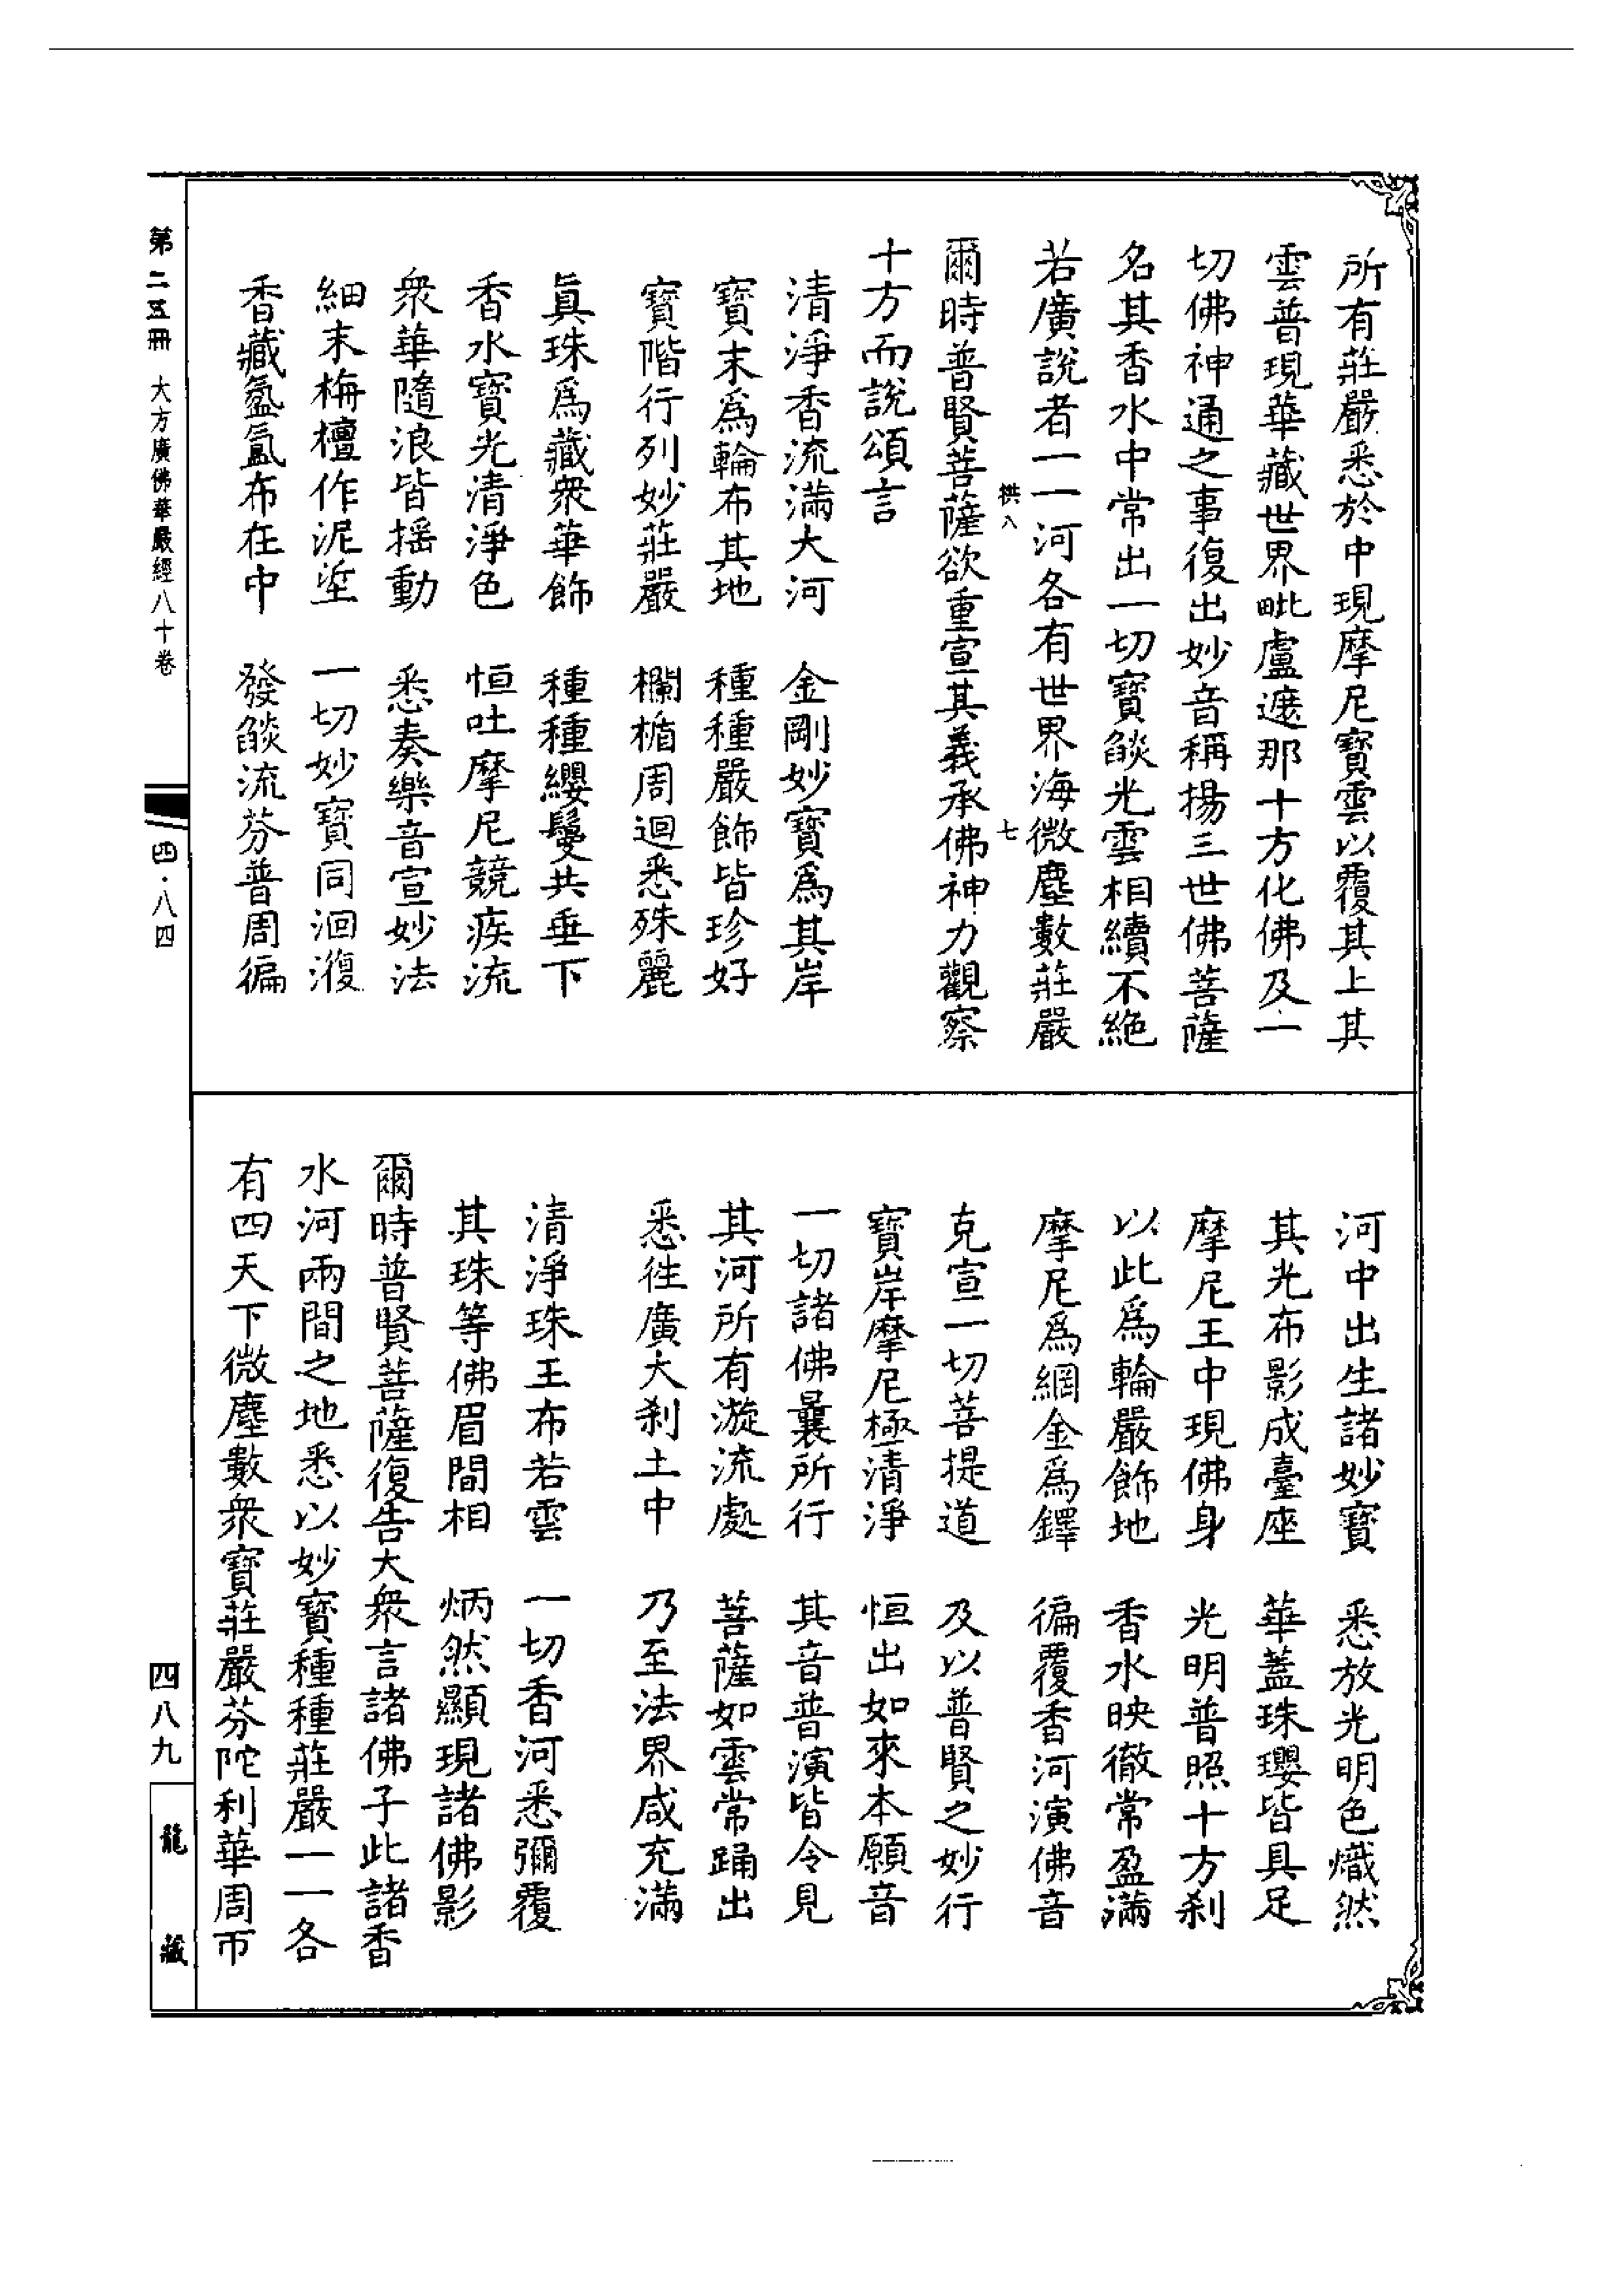 所有莊嚴悉於中現摩尼寶雲以覆其上其
雲普現華藏世界毗盧遮那十方化佛及一
切佛神通之事復出妙音稱揚三世佛菩薩
名其香水中常出一切寶燄光雲相續不絶
若廣說者一一河各有世界海微塵數莊嚴
栱八 七
爾時普賢菩薩欲重宣其義承佛神力觀察
十方而說頌言
清淨香流滿大河 金剛妙寶爲其岸
寶末爲輪布其地 種種嚴飾皆珍好
寶階行列妙莊嚴 欄楯周迴悉殊麗
眞珠爲藏衆華飾 種種纓鬘共垂下
香水寶光清淨色 恒吐摩尼競疾流
衆華隨浪皆搖動 悉奏樂音宣妙法
細末栴檀作泥坌 一切妙寶同洄澓
香藏氳氳布在中 發燄流芬普周徧
河中出生諸妙寶 悉放光明色熾然
其光布影成臺座 華蓋珠瓔皆具足
摩尼王中現佛身 光明普照十方刹
以此爲輪嚴飾地 香水映徹常盈滿
摩尼爲網金爲鐸 徧覆香河演佛音
克宣一切菩提道 及以普賢之妙行
寶岸摩尼極清淨 恒出如來本願音
一切諸佛曩所行 其音普演皆令見
其河所有漩流處 菩薩如雲常踊出
悉徃廣大刹土中 乃至法界咸充滿
清淨珠王布若雲 一切香河悉彌覆
其珠等佛眉間相 炳然顯現諸佛影
爾時普賢菩薩復告大衆言諸佛子此諸香
水河兩間之地悉以妙寶種種莊嚴一一各
有四天下微塵數衆寶莊嚴芬陀利華周帀
第二五冊 大方廣佛華嚴經八十卷
四·八四
四八九
龍藏